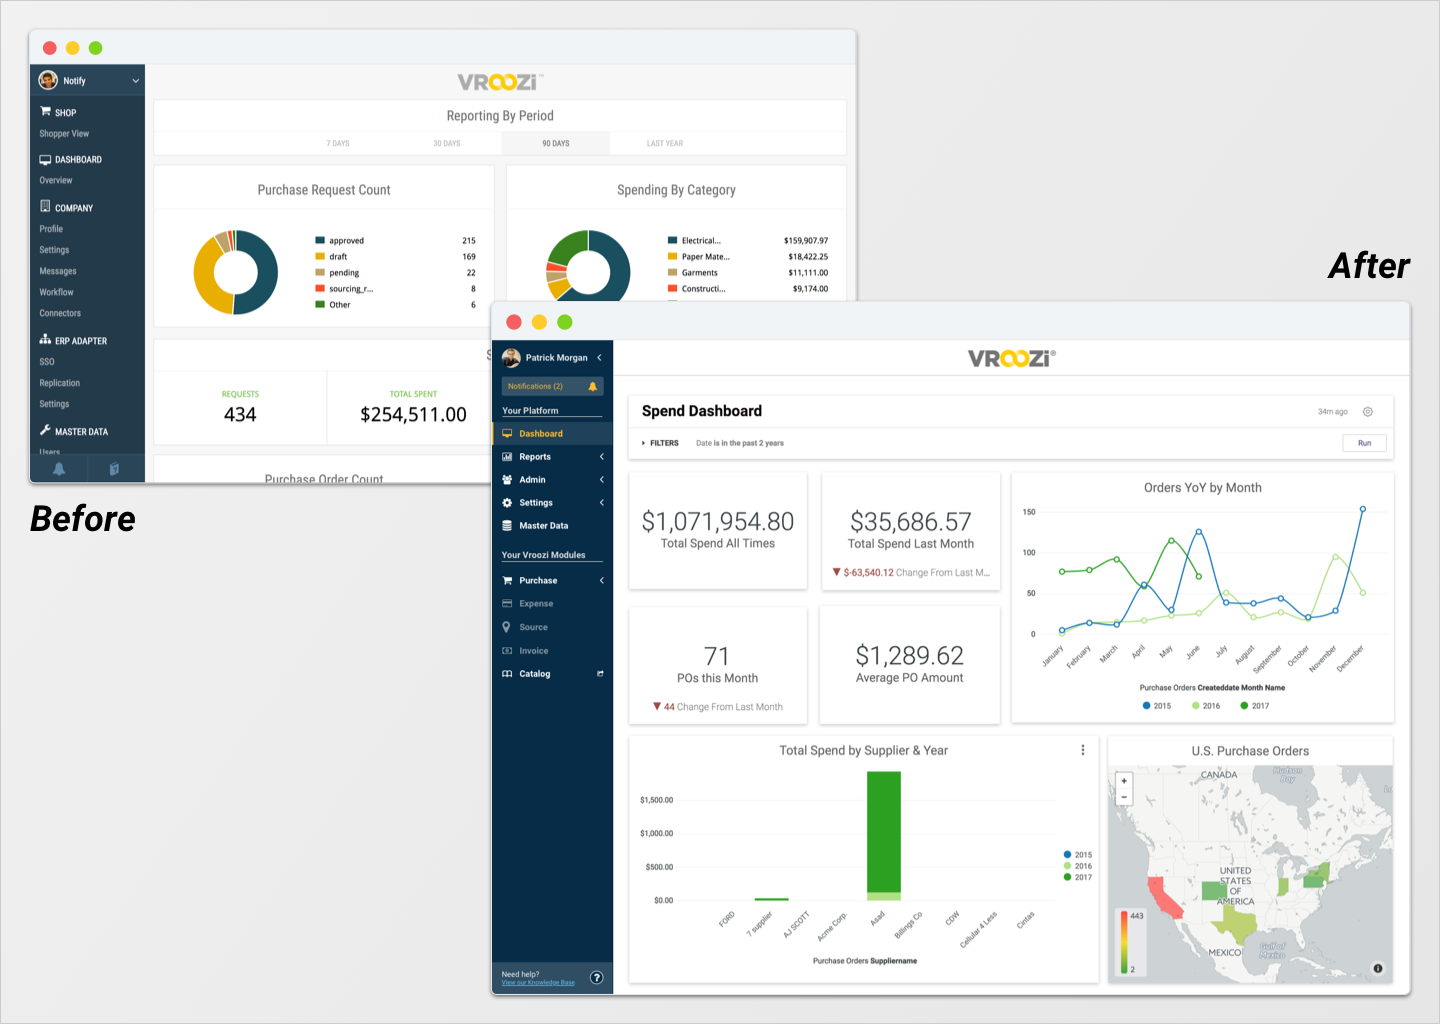 Notify
SHOP
Shopper View
DASHBOARD
Overview
COMPANY
Profile
Settings
Messages
Workflow
Connectors
ERP ADAPTER
SSO
Replication
Settings
MASTER DATA
Users
VROOZI™
Reporting By Period
7 DAYS 30 DAYS 90 DAYS LAST YEAR
Purchase Request Count
approved 215
draft 169
pending 22
sourcing_r... 8
Other 6
Spending By Category
Electrical... $159,907.97
Paper Mate... $18,422.25
Garments $11,111.00
Constructi... $9,174.00
S
REQUESTS
434
TOTAL SPENT
$254,511.00
Purchase Order Count
Before
After
Patrick Morgan
Notifications (2)
Your Platform
Dashboard
Reports
Admin
Settings
Master Data
Your Vroozi Modules
Purchase
Expense
Source
Invoice
Catalog
Need help?
View our Knowledge Base
?
VROOZI®
Spend Dashboard
34m ago
FILTERS Date is in the past 2 years
Run
$1,071,954.80
Total Spend All Times
$35,686.57
Total Spend Last Month
▼ $-63,540.12 Change From Last M...
71
POs this Month
▼ 44 Change From Last Month
$1,289.62
Average PO Amount
Orders YoY by Month
150
100
50
0
January February March April May June July August September October November December
Purchase Orders Createddate Month Name
2015 2016 2017
Total Spend by Supplier & Year
$1,500.00
$1,000.00
$500.00
$0.00
FORD 7 supplier AJ SCOTT Acme Corp. Asad Billings Co CDW Cellular 4 Less Cintas
Purchase Orders Suppliername
2015
2016
2017
U.S. Purchase Orders
+
−
CANADA
Hudson
Bay
UNITED
STATES
OF
AMERICA
MEXICO
Gulf of
Mexico
443
2